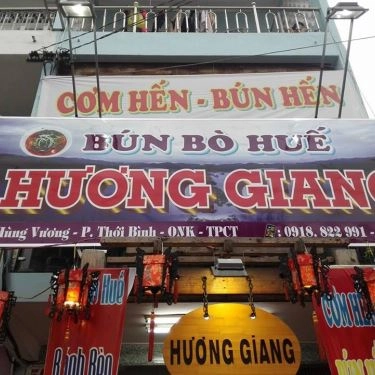 CƠM HẾN - BÚN HẾN
BÚN BÒ HUẾ
HƯƠNG GIANG
Hùng Vương - P. Thới Bình - QNK - TPCT : 0918. 822 991 -
Huế
Bánh Bèo
HƯƠNG GIANG
CƠM HẾN